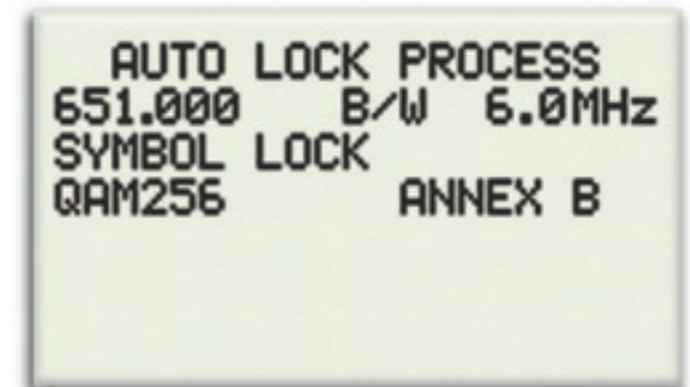 AUTO LOCK PROCESS
651.000 B/W 6.0MHz
SYMBOL LOCK
QAM256 ANNEX B